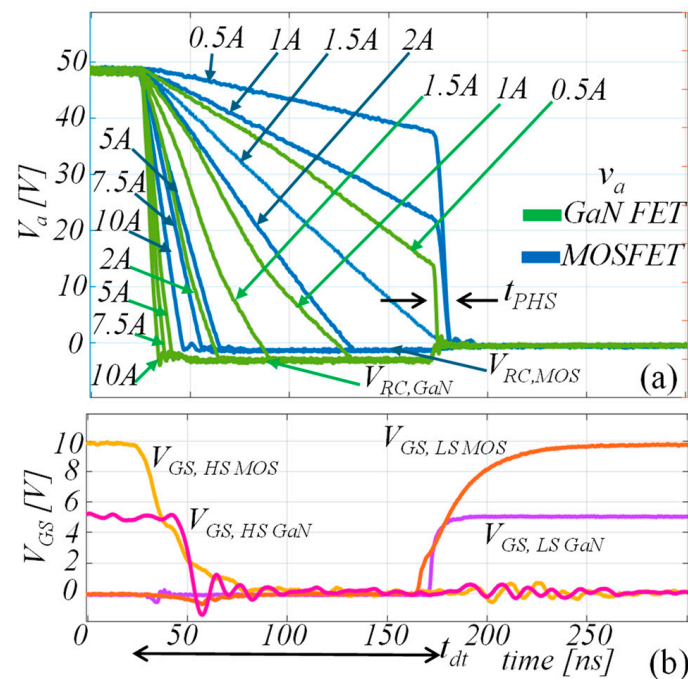 0.5A 1A 1.5A 2A
50
1.5A 1A 0.5A
40
5A
30
7.5A
v_a
V_a [V]
GaN FET
20
10A
MOSFET
2A
10
5A
t_PHS
7.5A
0
10A
V_RC,GaN
V_RC,MOS
(a)
10
V_GS, HS MOS
V_GS, LS MOS
8
6
V_GS [V]
V_GS, HS GaN
V_GS, LS GaN
4
2
0
0 50 100 150 200 250
t_dt time [ns] (b)